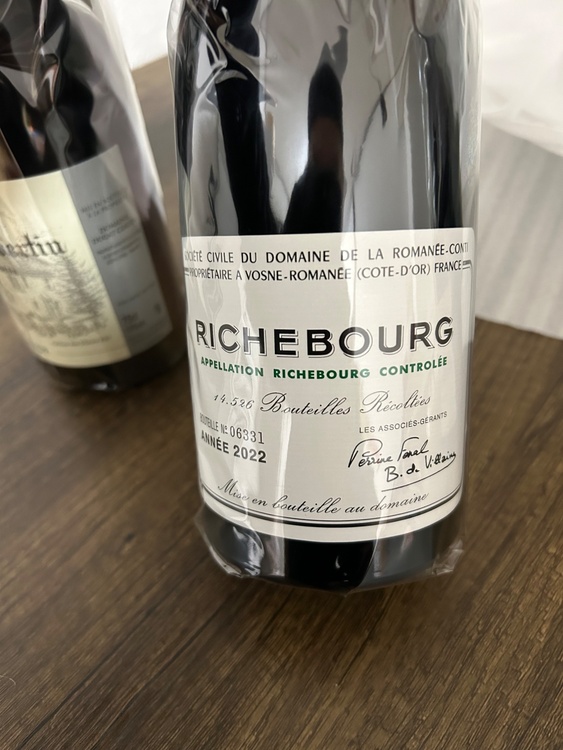 SOCIÉTÉ CIVILE DU DOMAINE DE LA ROMANÉE-CONTI
PROPRIÉTAIRE A VOSNE-ROMANÉE (COTE-D'OR) FRANCE
RICHEBOURG
APPELLATION RICHEBOURG CONTROLÉE
14.526 Bouteilles Récoltées
BOUTEILLE Nº 06331
ANNÉE 2022
LES ASSOCIÉS-GÉRANTS
Perrine Fenal
B. de Villaine
Mise en bouteille au domaine